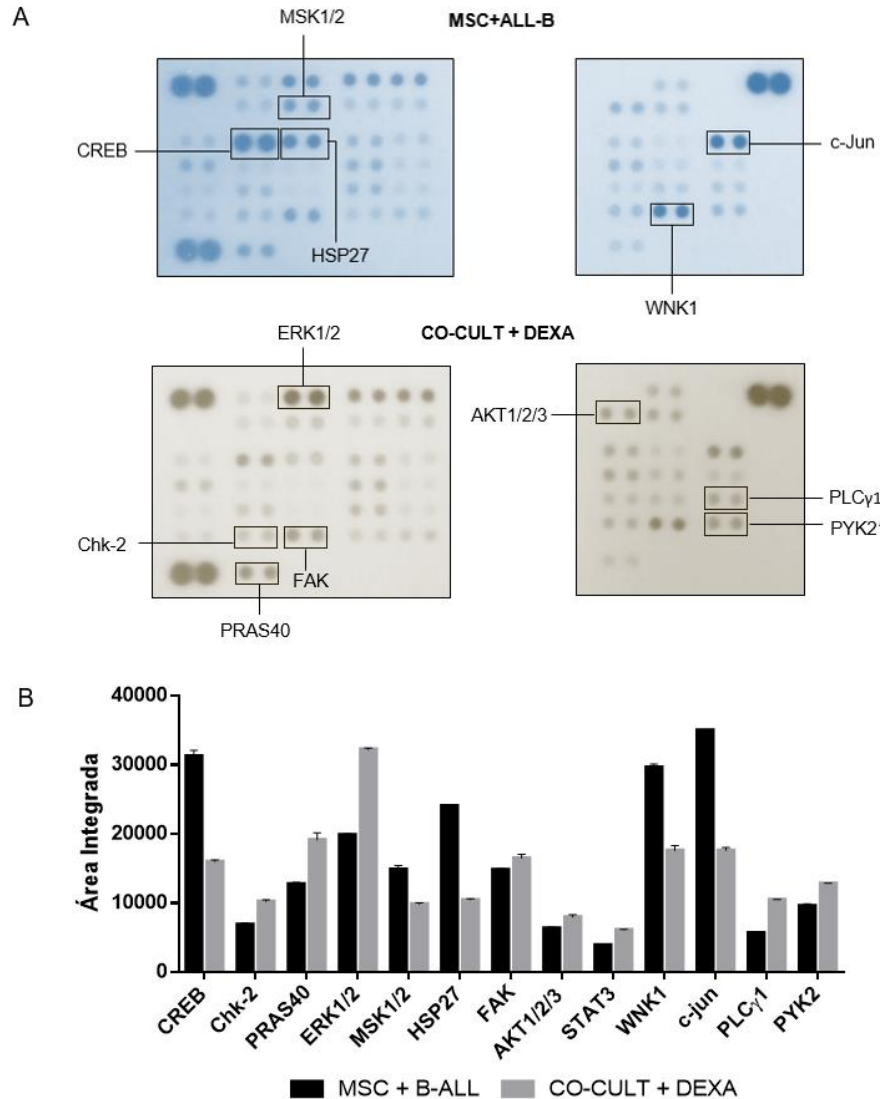 A
MSK1/2
MSC+ALL-B
CREB
c-Jun
HSP27
WNK1
ERK1/2
CO-CULT + DEXA
AKT1/2/3
PLCγ1
Chk-2
PYK2
FAK
PRAS40
B
Área Integrada
40000
30000
20000
10000
0
CREB
Chk-2
PRAS40
ERK1/2
MSK1/2
HSP27
FAK
AKT1/2/3
STAT3
WNK1
c-jun
PLCγ1
PYK2
MSC + B-ALL
CO-CULT + DEXA